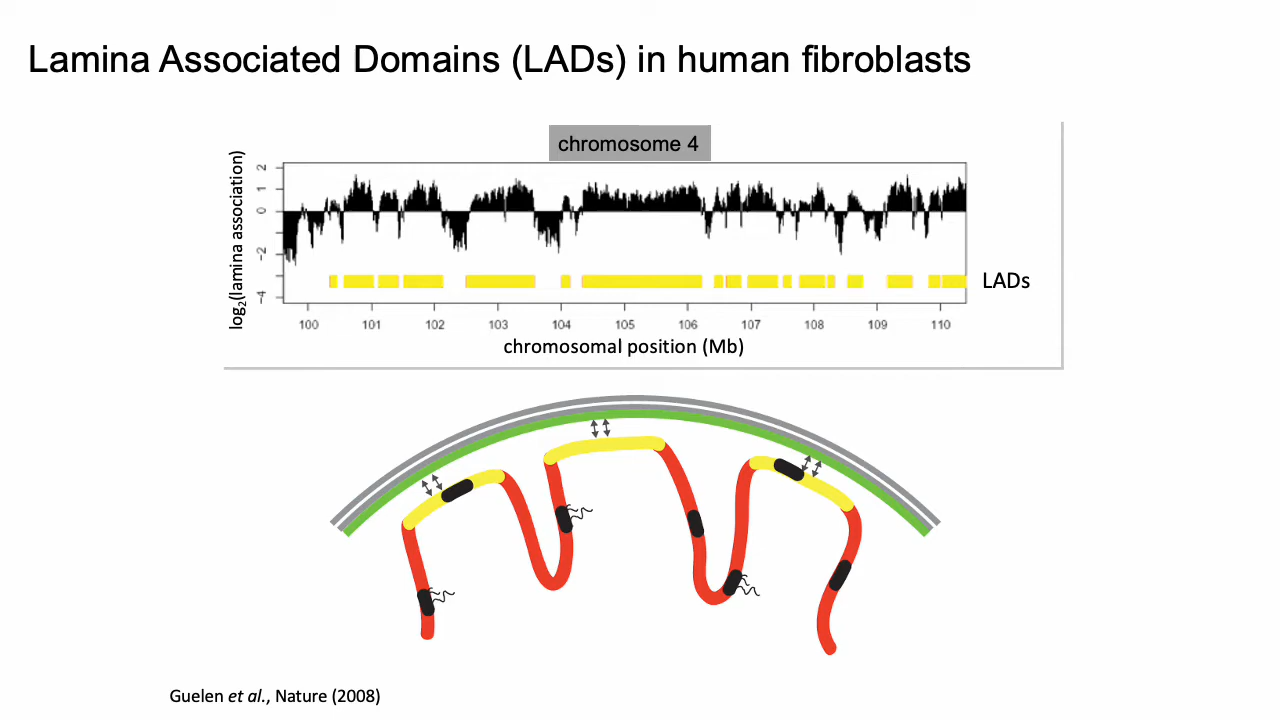 Lamina Associated Domains (LADs) in human fibroblasts
chromosome 4
log2(lamina association)
2
1
0
-2
-4
LADs
100 101 102 103 104 105 106 107 108 109 110
chromosomal position (Mb)
Guelen et al., Nature (2008)